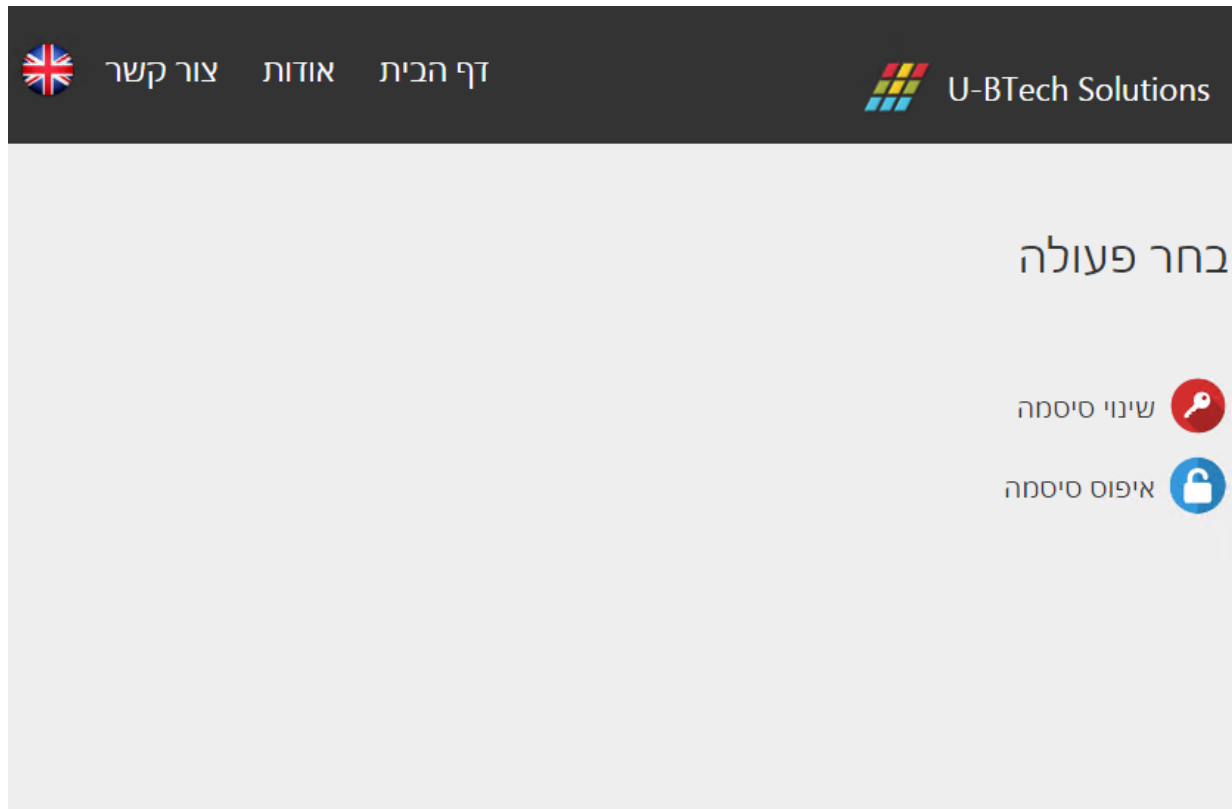 U-BTech Solutions
דף הבית אודות צור קשר
בחר פעולה
שינוי סיסמה
איפוס סיסמה